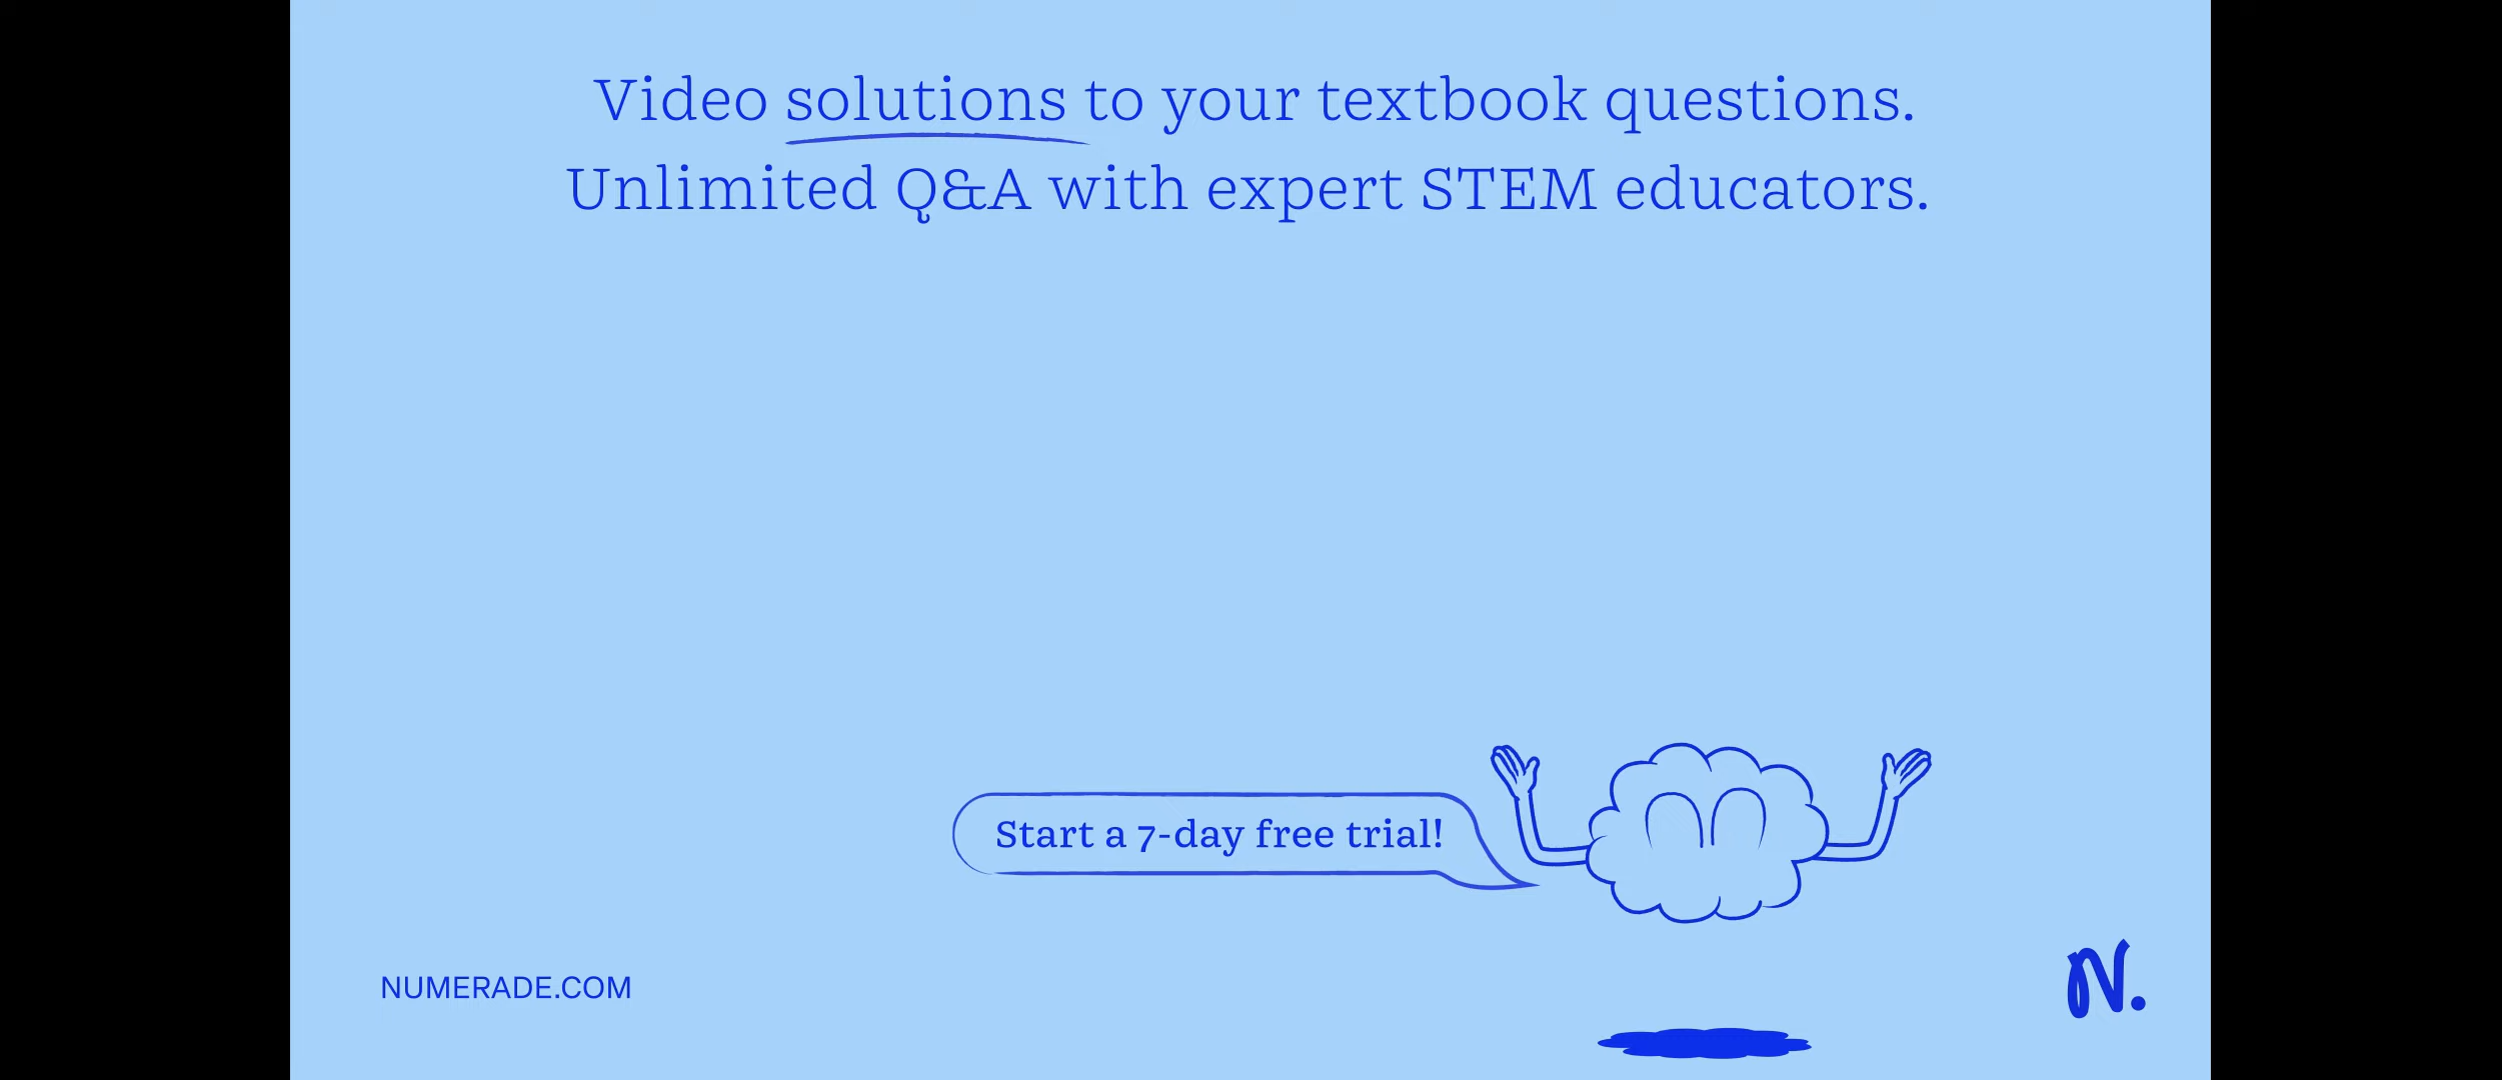 Video solutions to your textbook questions.
Unlimited Q&A with expert STEM educators.
Start a 7-day free trial!
NUMERADE.COM
N.